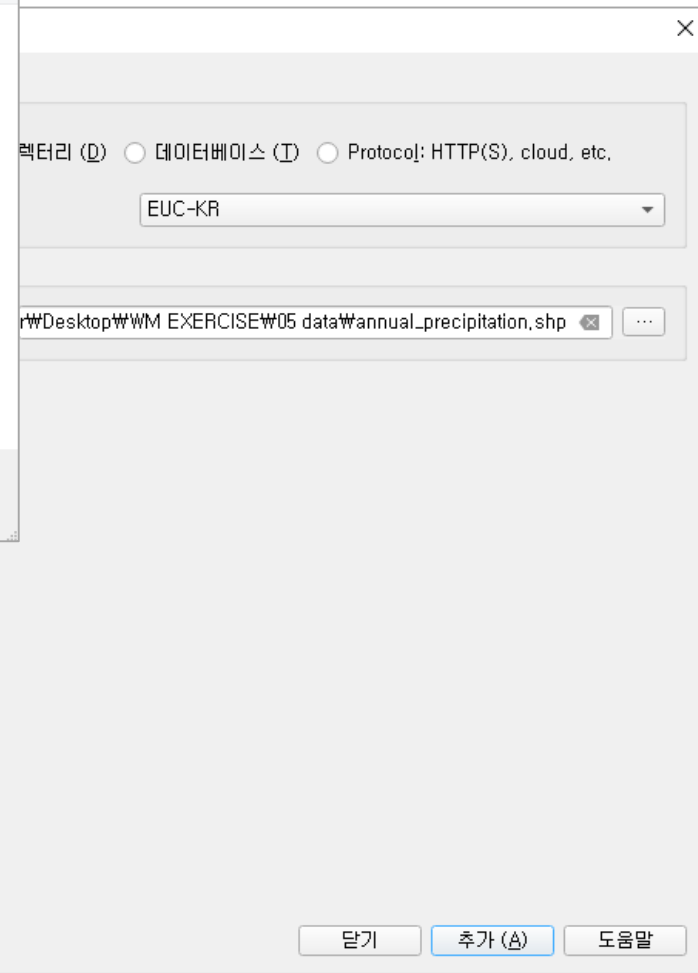 렉터리 (D) 데이터베이스 (T) Protocol: HTTP(S), cloud, etc.
EUC-KR
r₩Desktop₩WM EXERCISE₩05 data₩annual_precipitation.shp ...
닫기 추가 (A) 도움말